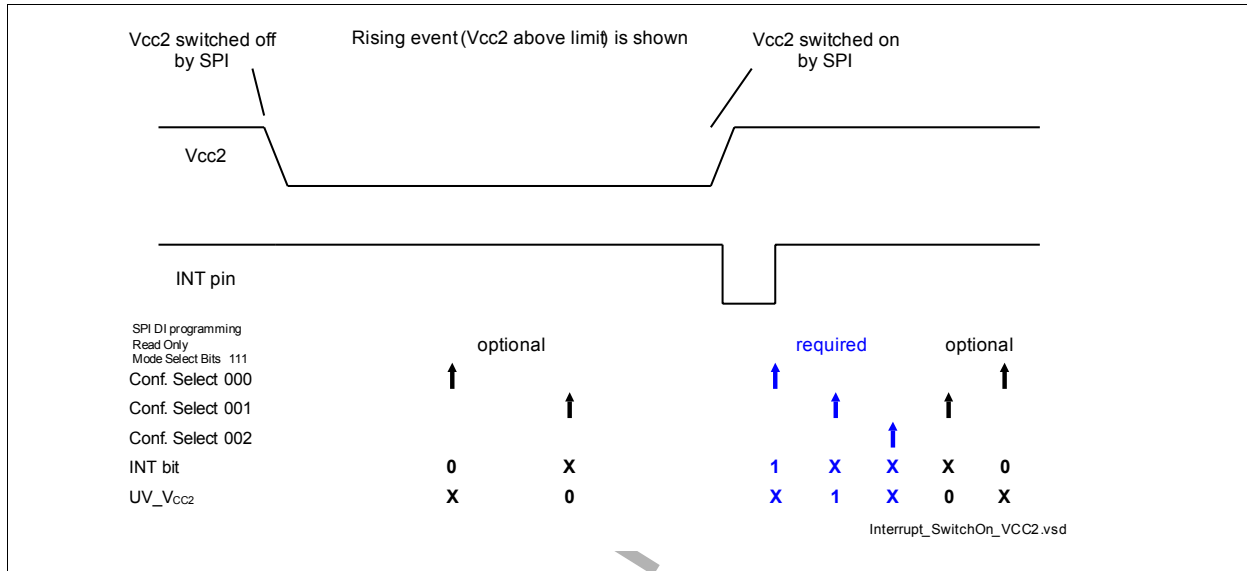 Vcc2 switched off
by SPI
Rising event (Vcc2 above limit) is shown
Vcc2 switched on
by SPI
Vcc2
INT pin
SPI DI programming
Read Only
Mode Select Bits 111
optional required optional
Conf. Select 000
Conf. Select 001
Conf. Select 002
INT bit 0 X 1 X X X 0
UV_VCC2 X 0 X 1 X 0 X
Interrupt_SwitchOn_VCC2.vsd